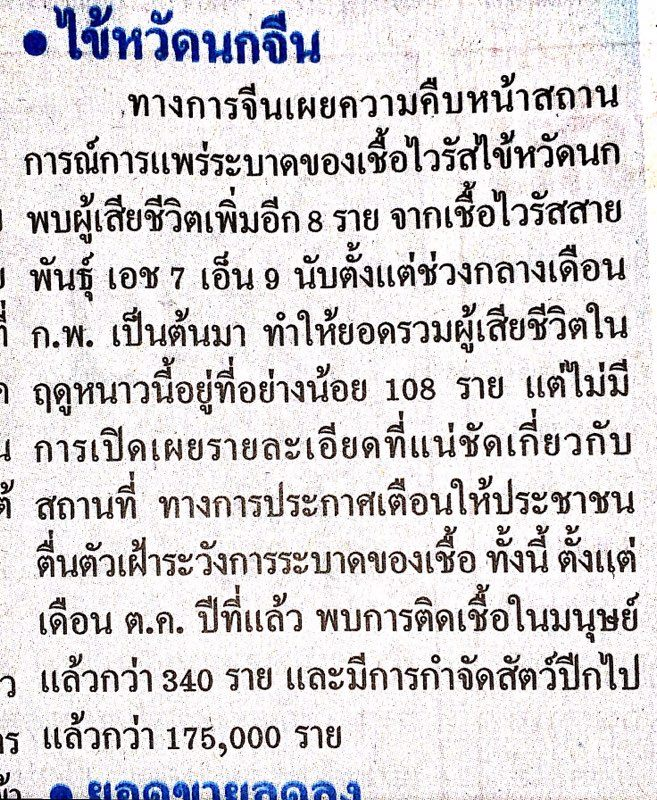 • ไข้หวัดนกจีน
ทางการจีนเผยความคืบหน้าสถาน
การณ์การแพร่ระบาดของเชื้อไวรัสไข้หวัดนก
พบผู้เสียชีวิตเพิ่มอีก 8 ราย จากเชื้อไวรัสสาย
พันธุ์ เอช 7 เอ็น 9 นับตั้งแต่ช่วงกลางเดือน
ก.พ. เป็นต้นมา ทำให้ยอดรวมผู้เสียชีวิตใน
ฤดูหนาวนี้อยู่ที่อย่างน้อย 108 ราย แต่ไม่มี
การเปิดเผยรายละเอียดที่แน่ชัดเกี่ยวกับ
สถานที่ ทางการประกาศเตือนให้ประชาชน
ตื่นตัวเฝ้าระวังการระบาดของเชื้อ ทั้งนี้ ตั้งแต่
เดือน ต.ค. ปีที่แล้ว พบการติดเชื้อในมนุษย์
แล้วกว่า 340 ราย และมีการกำจัดสัตว์ปีกไป
แล้วกว่า 175,000 ราย
• ยอดขายลดลง